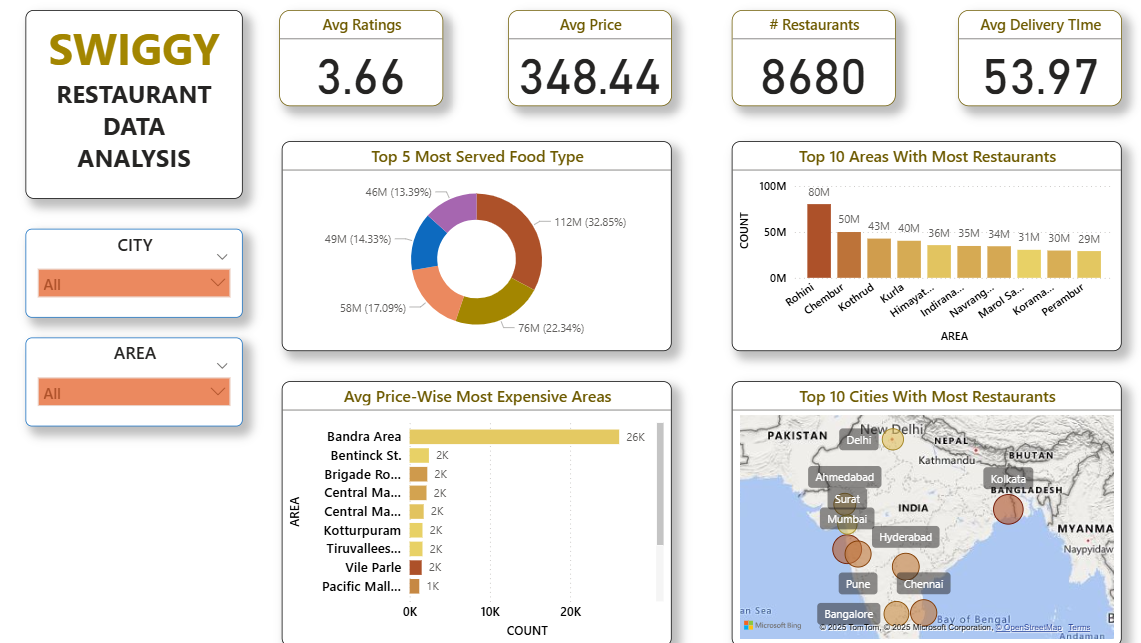 SWIGGY
RESTAURANT
DATA
ANALYSIS
Avg Ratings
3.66
Avg Price
348.44
# Restaurants
8680
Avg Delivery TIme
53.97
CITY
All
AREA
All
Top 5 Most Served Food Type
46M (13.39%)
112M (32.85%)
49M (14.33%)
58M (17.09%)
76M (22.34%)
Top 10 Areas With Most Restaurants
COUNT
100M
50M
0M
80M
50M
43M
40M
36M
35M
34M
31M
30M
29M
Rohini
Chembur
Kothrud
Kurla
Himayat...
Indirana...
Navrang...
Marol Sa...
Korama...
Perambur
AREA
Avg Price-Wise Most Expensive Areas
AREA
Bandra Area 26K
Bentinck St. 2K
Brigade Ro... 2K
Central Ma... 2K
Central Ma... 2K
Kotturpuram 2K
Tiruvallees... 2K
Vile Parle 2K
Pacific Mall... 1K
0K 10K 20K
COUNT
Top 10 Cities With Most Restaurants
PAKISTAN
New Delhi
Delhi
NEPAL
Kathmandu
BHUTAN
Ahmedabad
Kolkata
BANGLADESH
Surat
INDIA
Mumbai
Hyderabad
MYANMA
Naypyidaw
Pune
Chennai
Bangalore
an Sea
Bay of Bengal
Microsoft Bing
© 2025 TomTom, © 2025 Microsoft Corporation, © OpenStreetMap Terms
Andaman